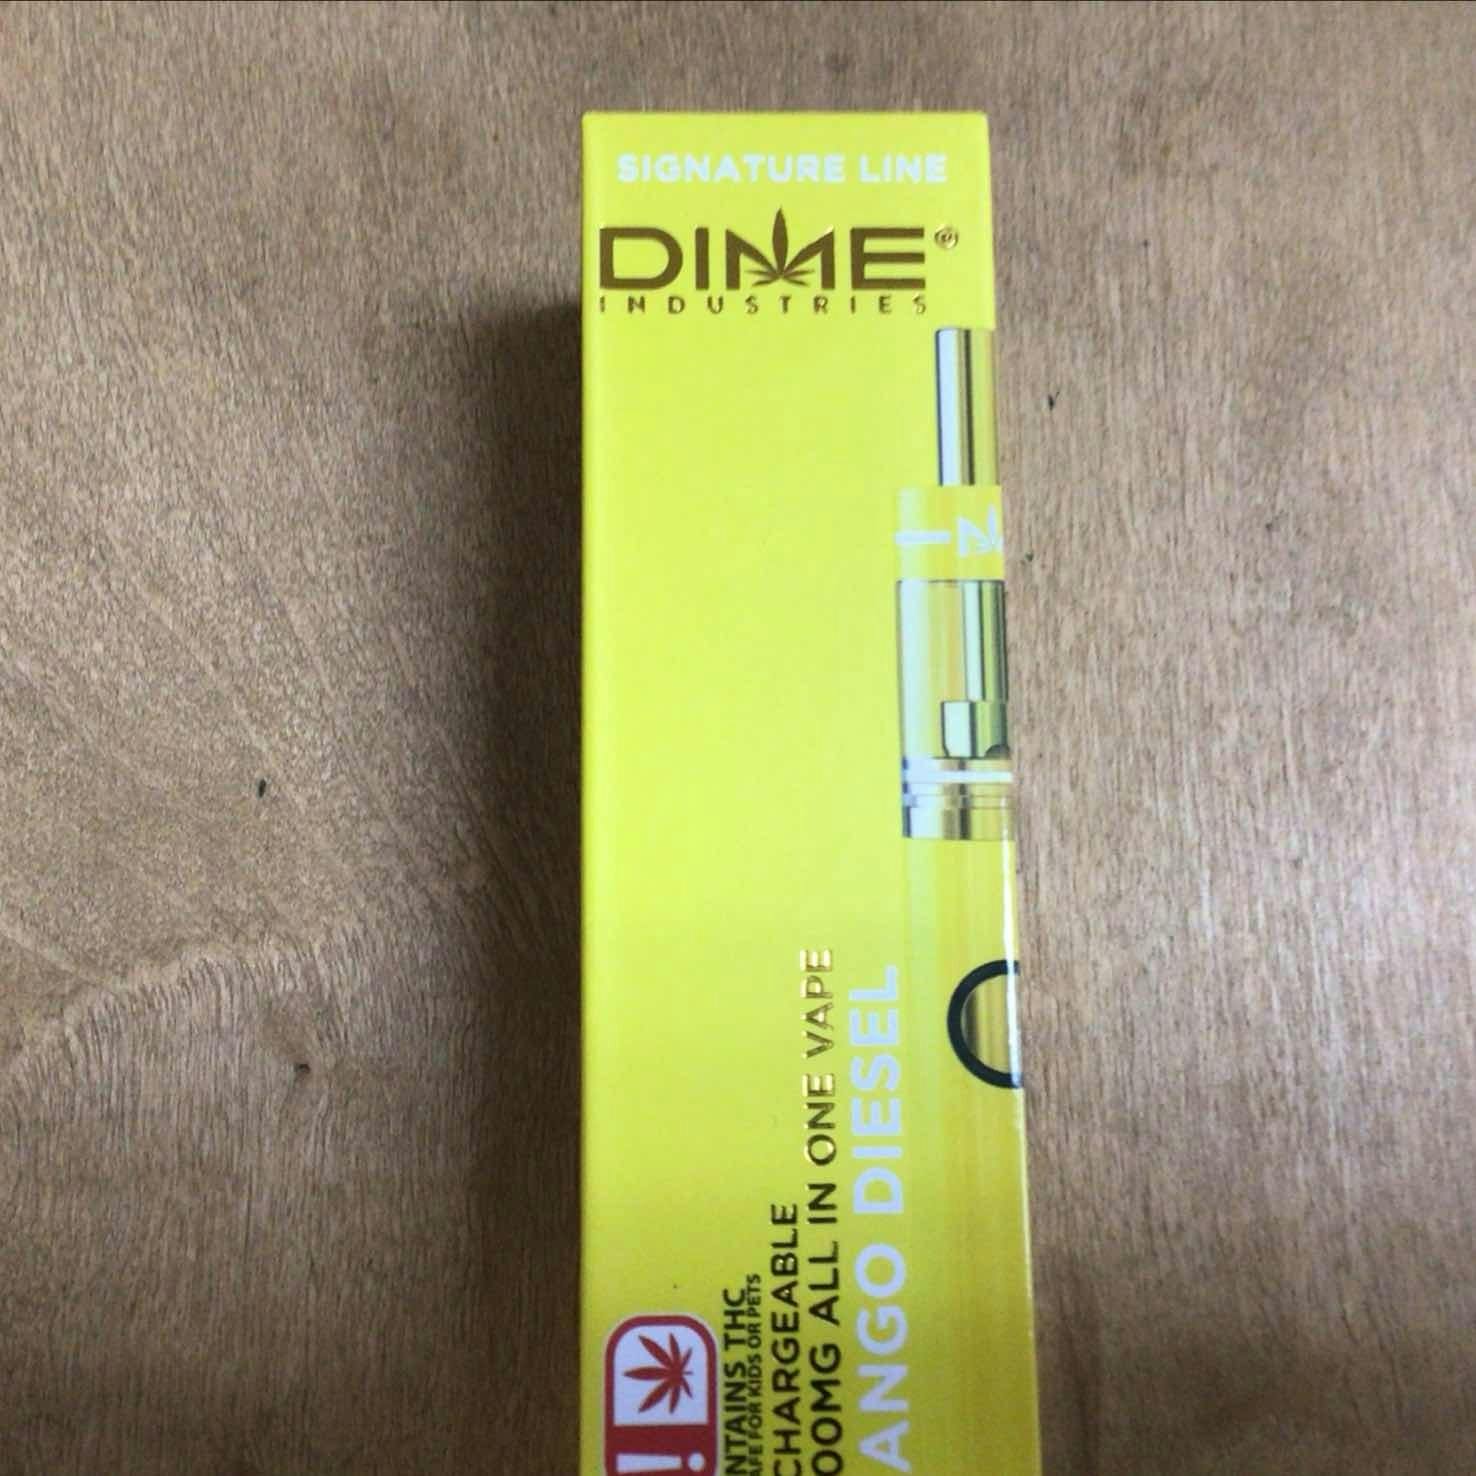 SIGNATURE LINE
DIME®
INDUSTRIES
NTAINS THC
AFE FOR KIDS OR PETS
CHARGEABLE
00MG ALL IN ONE VAPE
ANGO DIESEL
!